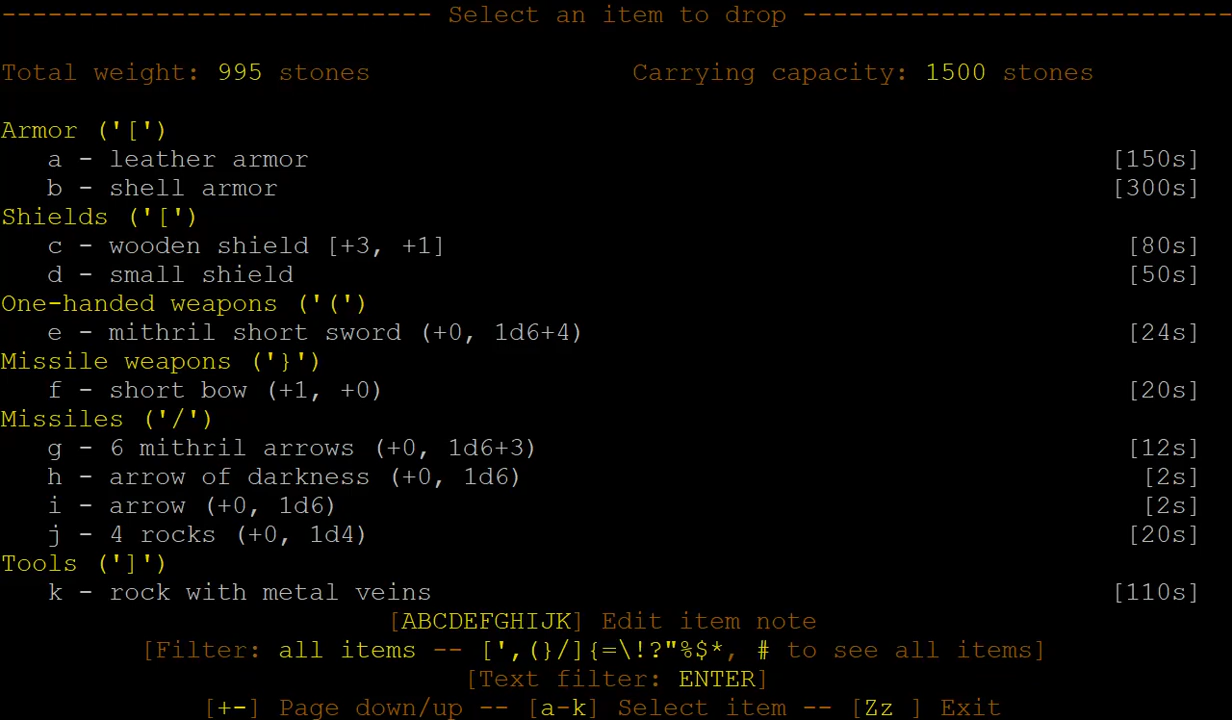 ---------------------------- Select an item to drop ----------------------------
Total weight: 995 stones Carrying capacity: 1500 stones
Armor ('[')
a - leather armor [150s]
b - shell armor [300s]
Shields ('[')
c - wooden shield [+3, +1] [80s]
d - small shield [50s]
One-handed weapons ('(')
e - mithril short sword (+0, 1d6+4) [24s]
Missile weapons ('}')
f - short bow (+1, +0) [20s]
Missiles ('/')
g - 6 mithril arrows (+0, 1d6+3) [12s]
h - arrow of darkness (+0, 1d6) [2s]
i - arrow (+0, 1d6) [2s]
j - 4 rocks (+0, 1d4) [20s]
Tools (']')
k - rock with metal veins [110s]
[ABCDEFGHIJK] Edit item note
[Filter: all items -- [',(}/]{=\!?"%$*, # to see all items]
[Text filter: ENTER]
[+-] Page down/up -- [a-k] Select item -- [Zz ] Exit